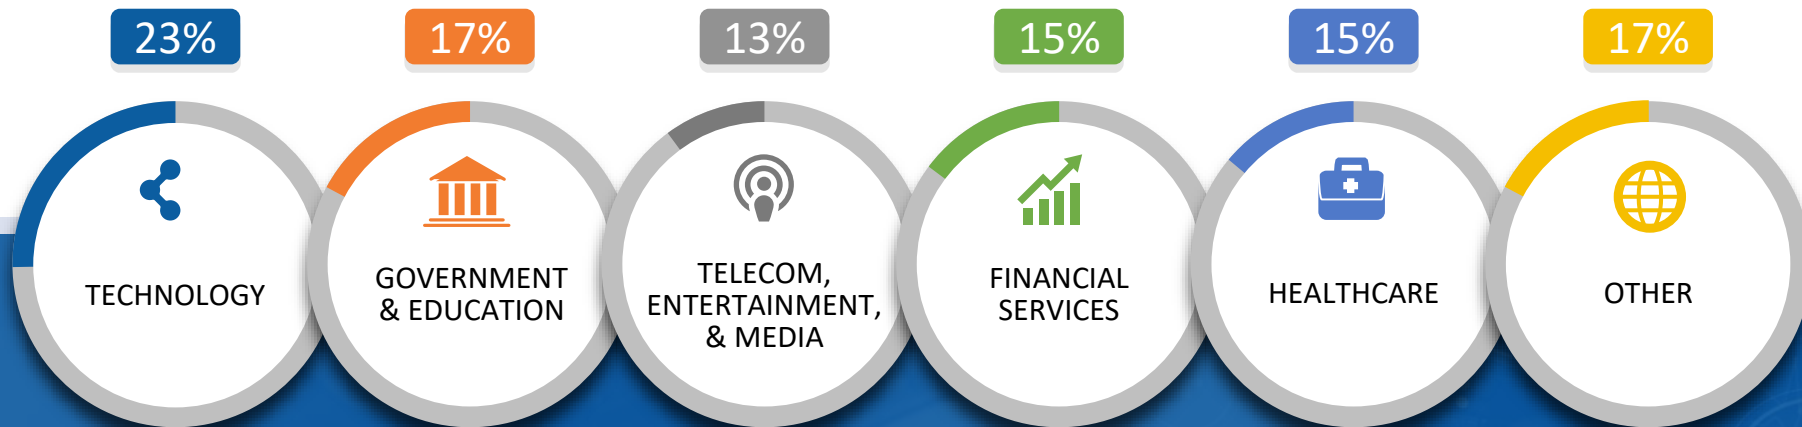 23%
17%
13%
15%
15%
17%
TECHNOLOGY
GOVERNMENT
& EDUCATION
TELECOM,
ENTERTAINMENT,
& MEDIA
FINANCIAL
SERVICES
HEALTHCARE
OTHER